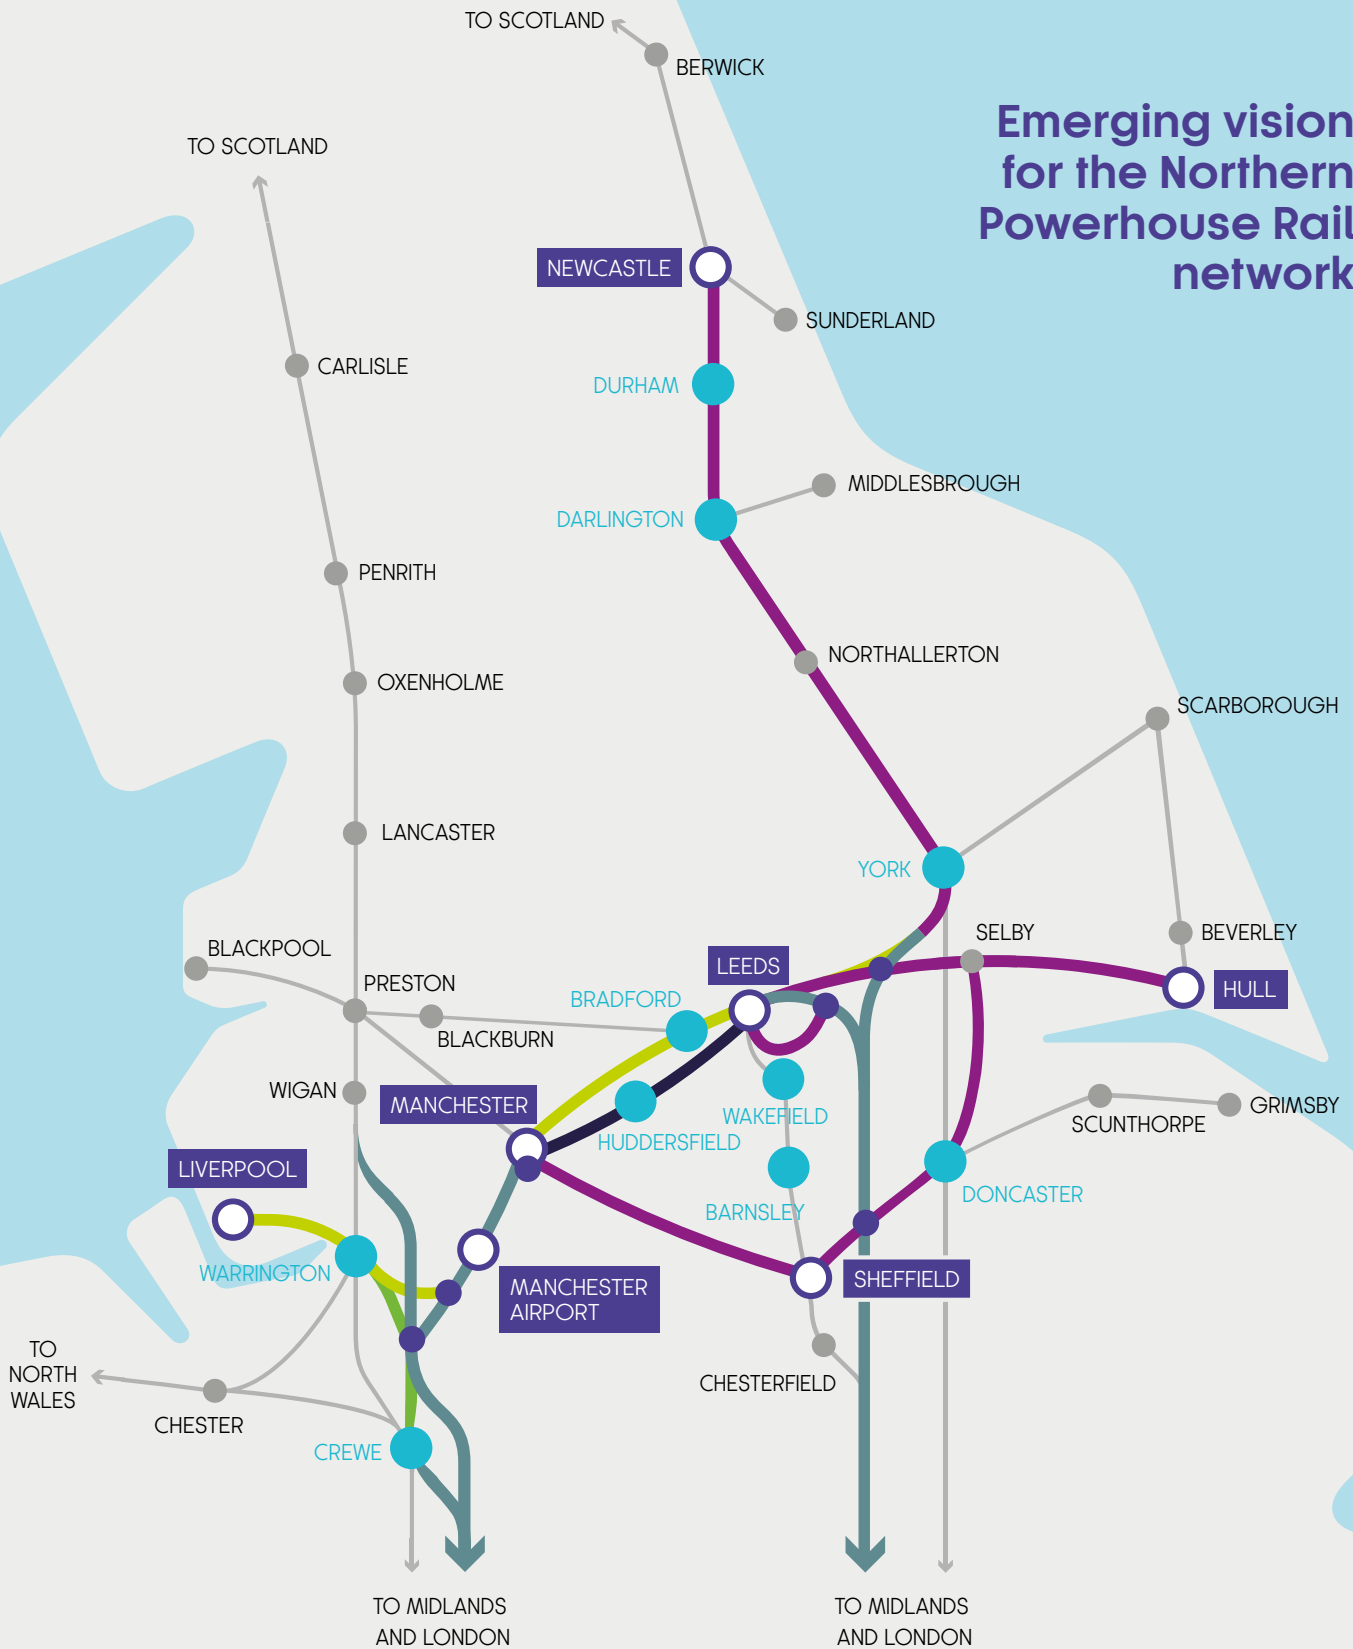 TO SCOTLAND
BERWICK
Emerging vision
for the Northern
Powerhouse Rail
network
TO SCOTLAND
NEWCASTLE
SUNDERLAND
CARLISLE
DURHAM
MIDDLESBROUGH
DARLINGTON
PENRITH
NORTHALLERTON
OXENHOLME
SCARBOROUGH
LANCASTER
YORK
SELBY
BEVERLEY
BLACKPOOL
LEEDS
PRESTON
HULL
BRADFORD
BLACKBURN
WIGAN
MANCHESTER
WAKEFIELD
GRIMSBY
SCUNTHORPE
HUDDERSFIELD
LIVERPOOL
DONCASTER
BARNSLEY
WARRINGTON
SHEFFIELD
MANCHESTER
AIRPORT
TO
NORTH
WALES
CHESTERFIELD
CHESTER
CREWE
TO MIDLANDS
AND LONDON
TO MIDLANDS
AND LONDON